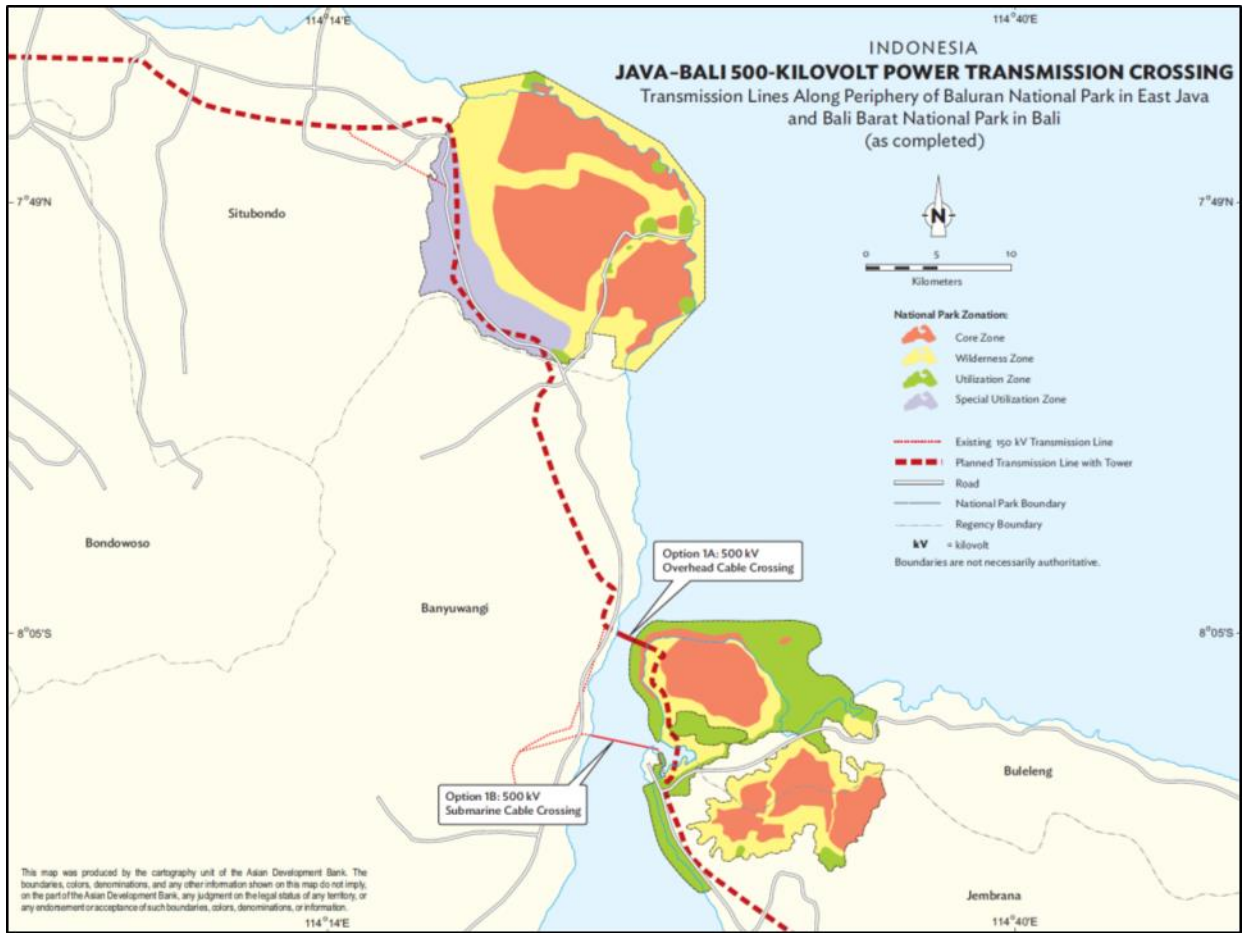 114°14'E
114°40'E
INDONESIA
JAVA–BALI 500-KILOVOLT POWER TRANSMISSION CROSSING
Transmission Lines Along Periphery of Baluran National Park in East Java
and Bali Barat National Park in Bali
(as completed)
7°49'N
7°49'N
N
0 5 10
Kilometers
Situbondo
National Park Zonation:
Core Zone
Wilderness Zone
Utilization Zone
Special Utilization Zone
Existing 150 kV Transmission Line
Planned Transmission Line with Tower
Road
National Park Boundary
Regency Boundary
kV = kilovolt
Boundaries are not necessarily authoritative.
Bondowoso
Option 1A: 500 kV
Overhead Cable Crossing
Banyuwangi
8°05'S
8°05'S
Buleleng
Option 1B: 500 kV
Submarine Cable Crossing
This map was produced by the cartography unit of the Asian Development Bank. The
boundaries, colors, denominations, and any other information shown on this map do not imply,
on the part of the Asian Development Bank, any judgment on the legal status of any territory, or
any endorsement or acceptance of such boundaries, colors, denominations, or information.
Jembrana
114°14'E
114°40'E